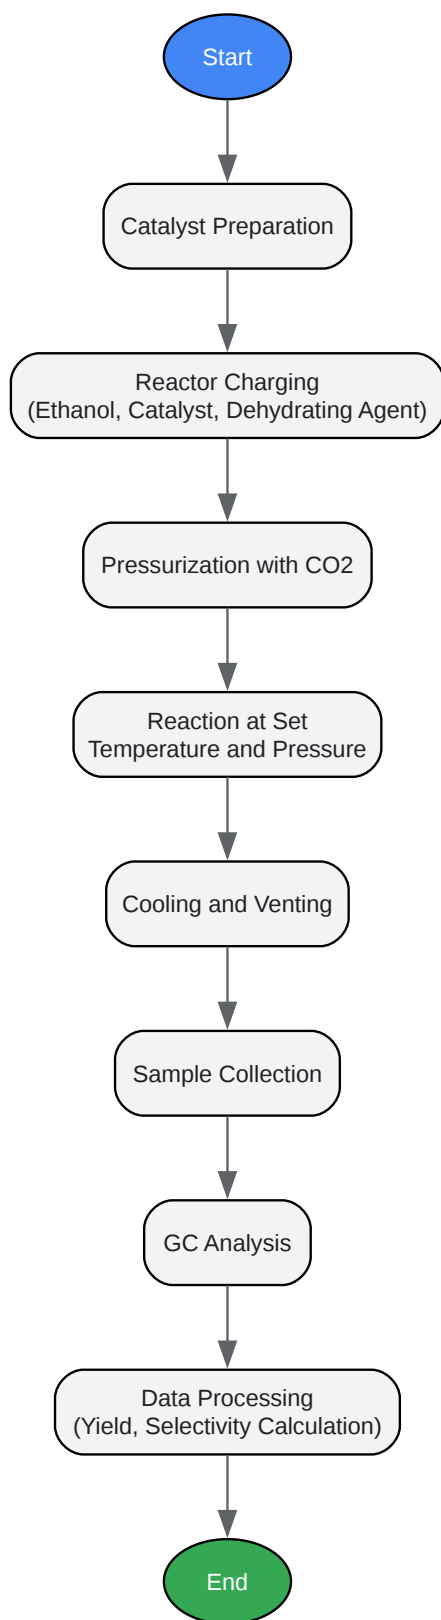 Start
Catalyst Preparation
Reactor Charging
(Ethanol, Catalyst, Dehydrating Agent)
Pressurization with CO2
Reaction at Set
Temperature and Pressure
Cooling and Venting
Sample Collection
GC Analysis
Data Processing
(Yield, Selectivity Calculation)
End